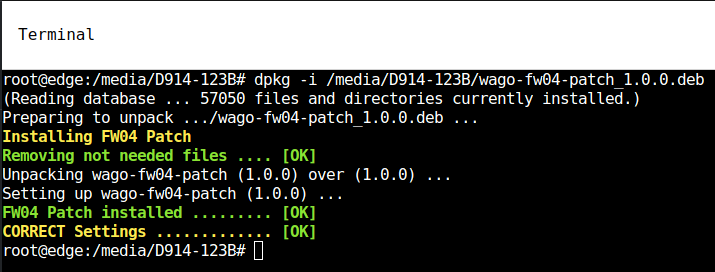 Terminal
root@edge:/media/D914-123B# dpkg -i /media/D914-123B/wago-fw04-patch_1.0.0.deb
(Reading database ... 57050 files and directories currently installed.)
Preparing to unpack .../wago-fw04-patch_1.0.0.deb ...
Installing FW04 Patch
Removing not needed files .... [OK]
Unpacking wago-fw04-patch (1.0.0) over (1.0.0) ...
Setting up wago-fw04-patch (1.0.0) ...
FW04 Patch installed ......... [OK]
CORRECT Settings ............. [OK]
root@edge:/media/D914-123B#